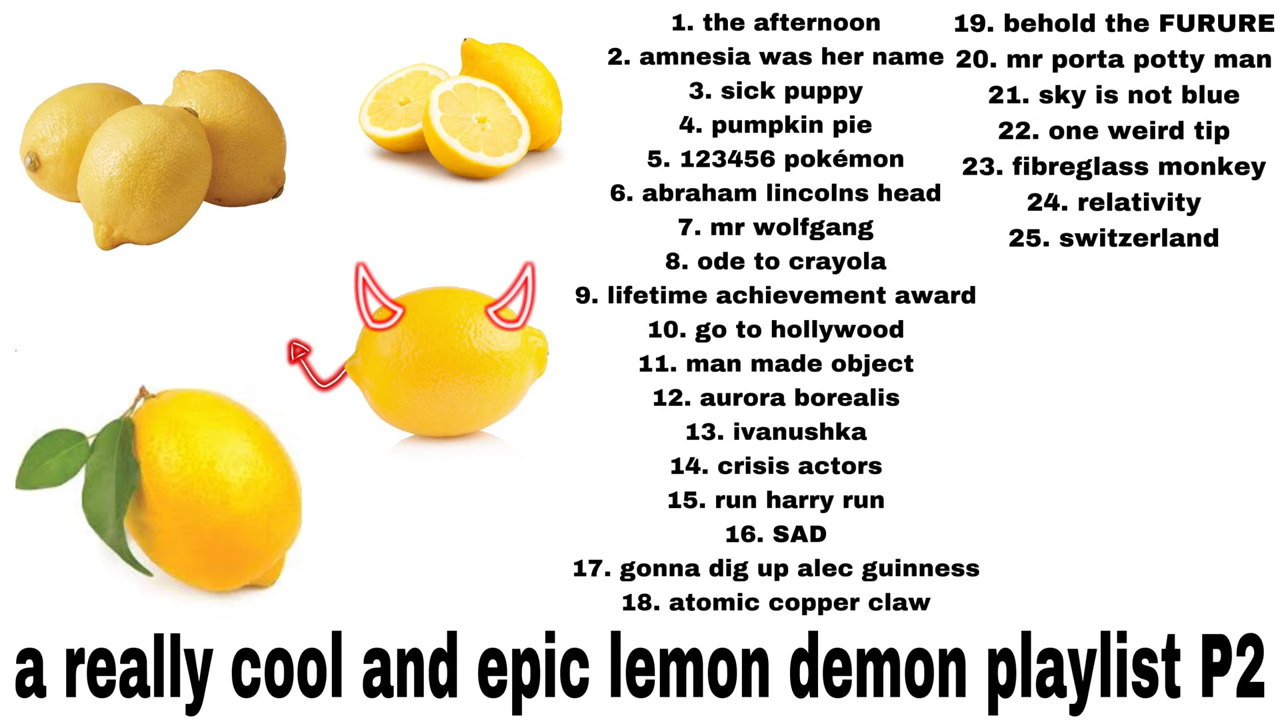 1. the afternoon
2. amnesia was her name
3. sick puppy
4. pumpkin pie
5. 123456 pokémon
6. abraham lincolns head
7. mr wolfgang
8. ode to crayola
9. lifetime achievement award
10. go to hollywood
11. man made object
12. aurora borealis
13. ivanushka
14. crisis actors
15. run harry run
16. SAD
17. gonna dig up alec guinness
18. atomic copper claw
19. behold the FURURE
20. mr porta potty man
21. sky is not blue
22. one weird tip
23. fibreglass monkey
24. relativity
25. switzerland
a really cool and epic lemon demon playlist P2